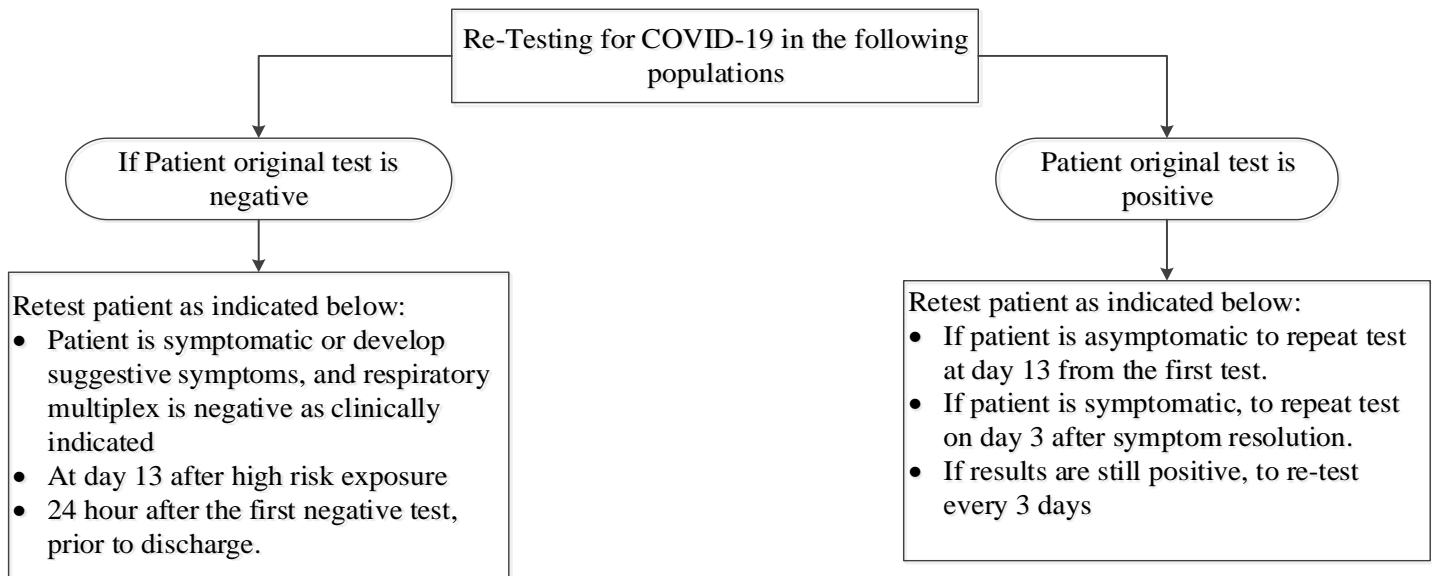 Re-Testing for COVID-19 in the following
populations
If Patient original test is
negative
Patient original test is
positive
Retest patient as indicated below:
• Patient is symptomatic or develop
suggestive symptoms, and respiratory
multiplex is negative as clinically
indicated
• At day 13 after high risk exposure
• 24 hour after the first negative test,
prior to discharge.
Retest patient as indicated below:
• If patient is asymptomatic to repeat test
at day 13 from the first test.
• If patient is symptomatic, to repeat test
on day 3 after symptom resolution.
• If results are still positive, to re-test
every 3 days